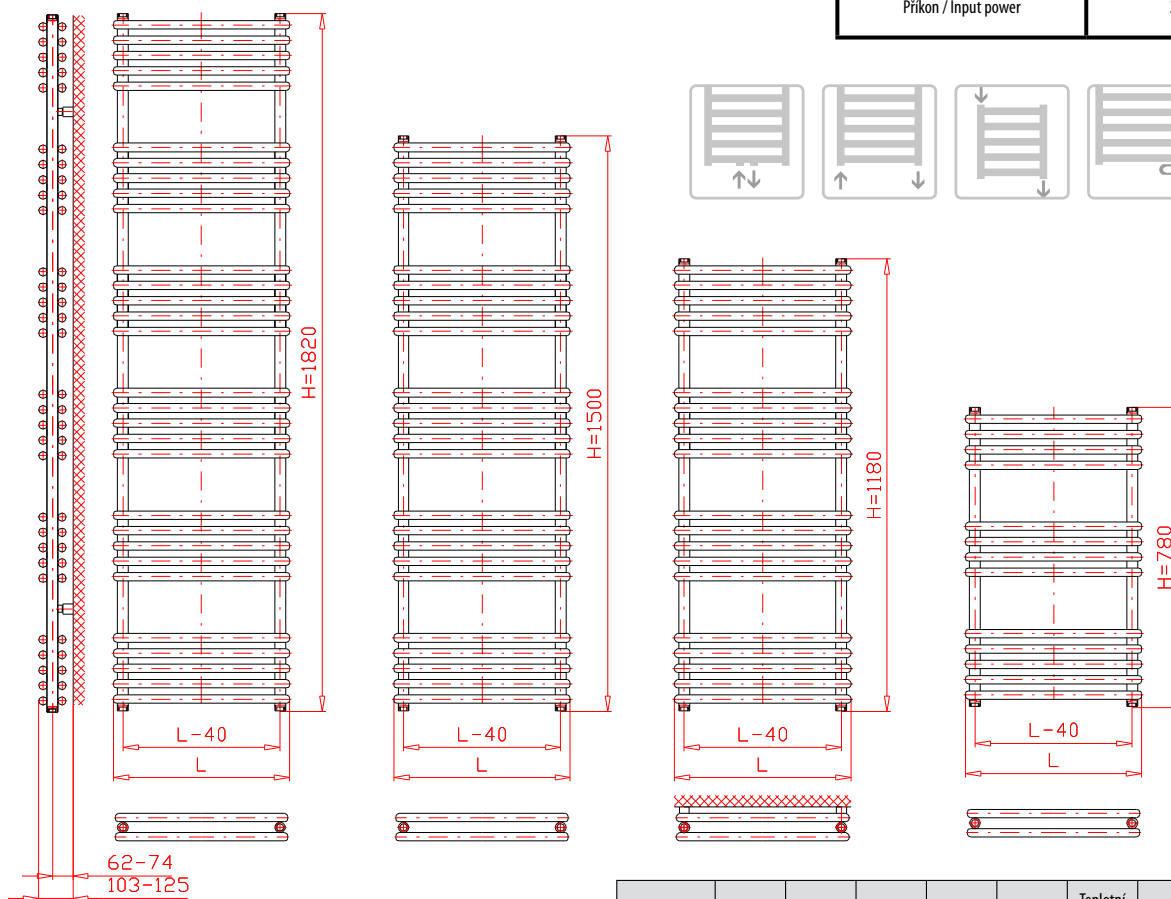 Příkon / Input power
H=1820
H=1500
H=1180
H=780
L-40
L
L-40
L
L-40
L
L-40
L
62-74
103-125